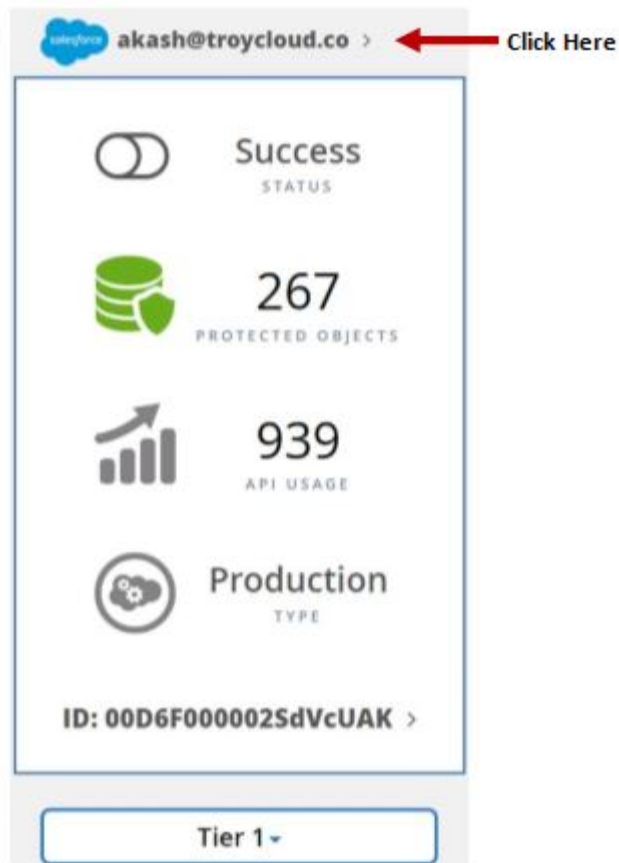 salesforce akash@troycloud.co > Click Here
Success
STATUS
267
PROTECTED OBJECTS
939
API USAGE
Production
TYPE
ID: 00D6F000002SdVcUAK >
Tier 1